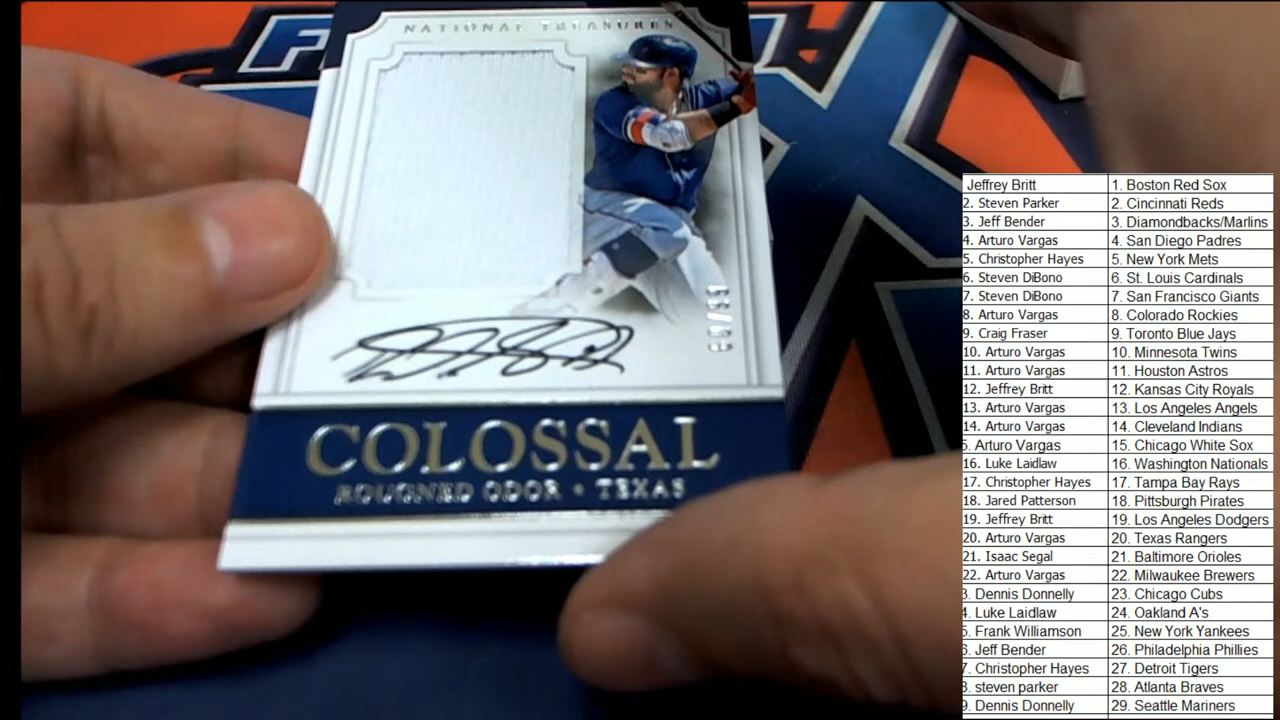 NATIONAL TREASURES
COLOSSAL
ROUGNED ODOR • TEXAS
Jeffrey Britt 1. Boston Red Sox
2. Steven Parker 2. Cincinnati Reds
3. Jeff Bender 3. Diamondbacks/Marlins
4. Arturo Vargas 4. San Diego Padres
5. Christopher Hayes 5. New York Mets
6. Steven DiBono 6. St. Louis Cardinals
7. Steven DiBono 7. San Francisco Giants
8. Arturo Vargas 8. Colorado Rockies
9. Craig Fraser 9. Toronto Blue Jays
10. Arturo Vargas 10. Minnesota Twins
11. Arturo Vargas 11. Houston Astros
12. Jeffrey Britt 12. Kansas City Royals
13. Arturo Vargas 13. Los Angeles Angels
14. Arturo Vargas 14. Cleveland Indians
5. Arturo Vargas 15. Chicago White Sox
16. Luke Laidlaw 16. Washington Nationals
17. Christopher Hayes 17. Tampa Bay Rays
18. Jared Patterson 18. Pittsburgh Pirates
19. Jeffrey Britt 19. Los Angeles Dodgers
20. Arturo Vargas 20. Texas Rangers
21. Isaac Segal 21. Baltimore Orioles
22. Arturo Vargas 22. Milwaukee Brewers
3. Dennis Donnelly 23. Chicago Cubs
4. Luke Laidlaw 24. Oakland A's
5. Frank Williamson 25. New York Yankees
6. Jeff Bender 26. Philadelphia Phillies
7. Christopher Hayes 27. Detroit Tigers
3. steven parker 28. Atlanta Braves
9. Dennis Donnelly 29. Seattle Mariners